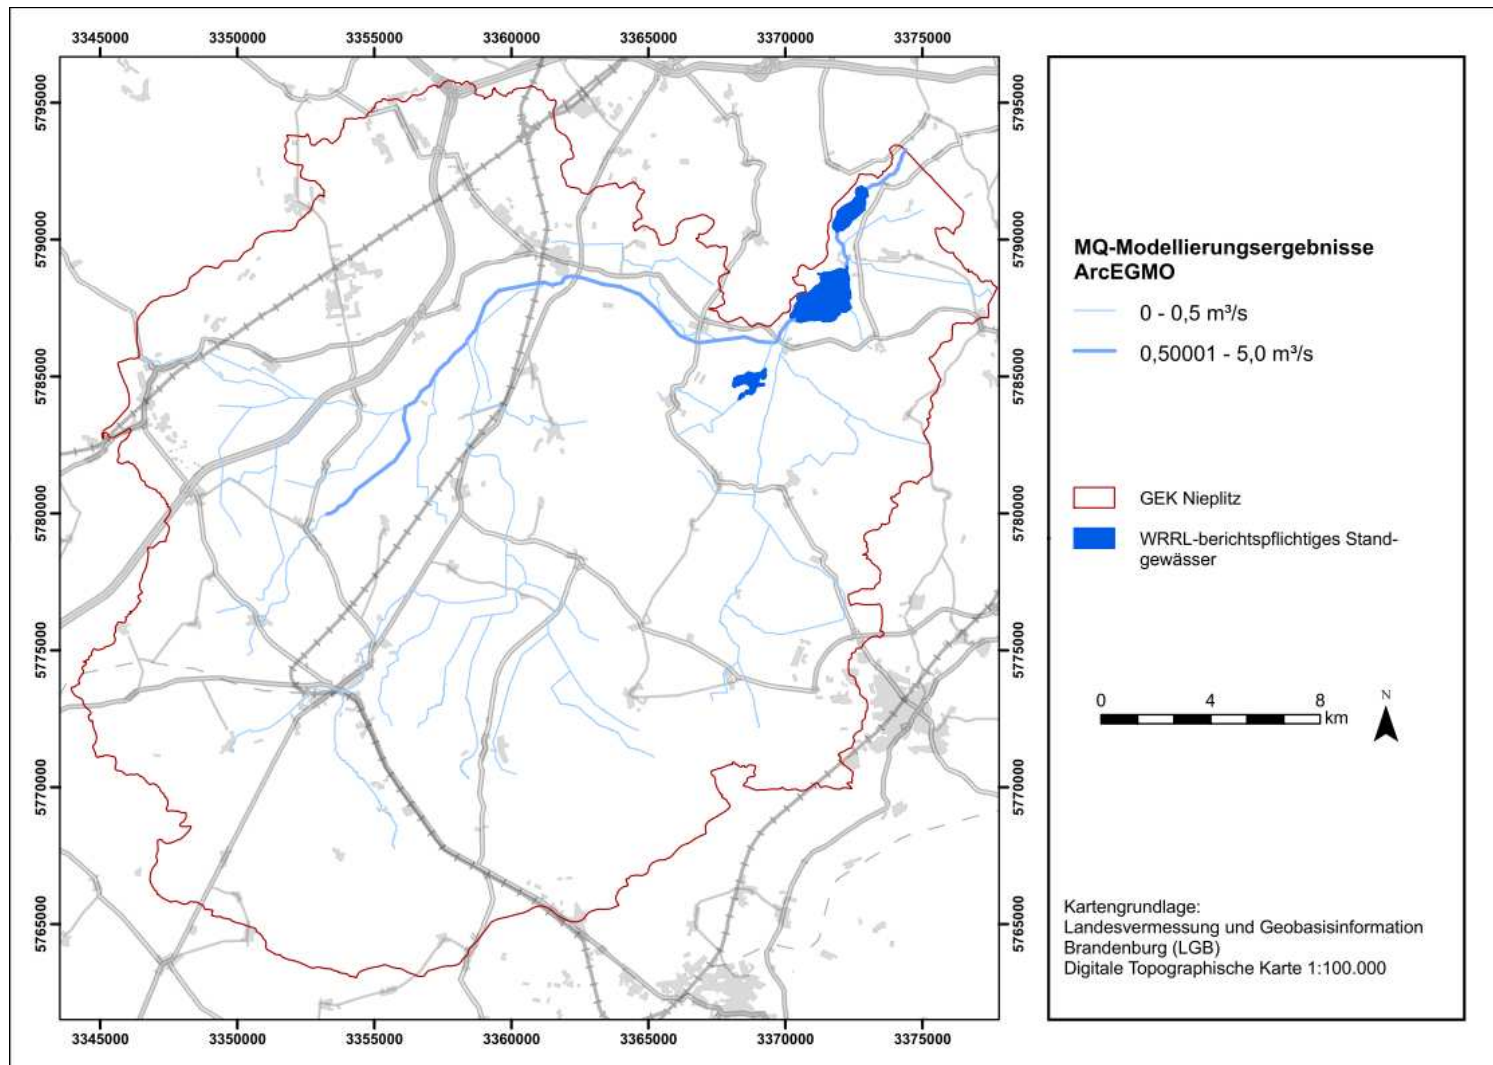 3345000 3350000 3355000 3360000 3365000 3370000 3375000
5795000 5795000
5790000 5790000
5785000 5785000
5780000 5780000
5775000 5775000
5770000 5770000
5765000 5765000
3345000 3350000 3355000 3360000 3365000 3370000 3375000
MQ-Modellierungsergebnisse
ArcEGMO
0 - 0,5 m³/s
0,50001 - 5,0 m³/s
GEK Nieplitz
WRRL-berichtspflichtiges Stand-
gewässer
0 4 8
km
N
Kartengrundlage:
Landesvermessung und Geobasisinformation
Brandenburg (LGB)
Digitale Topographische Karte 1:100.000